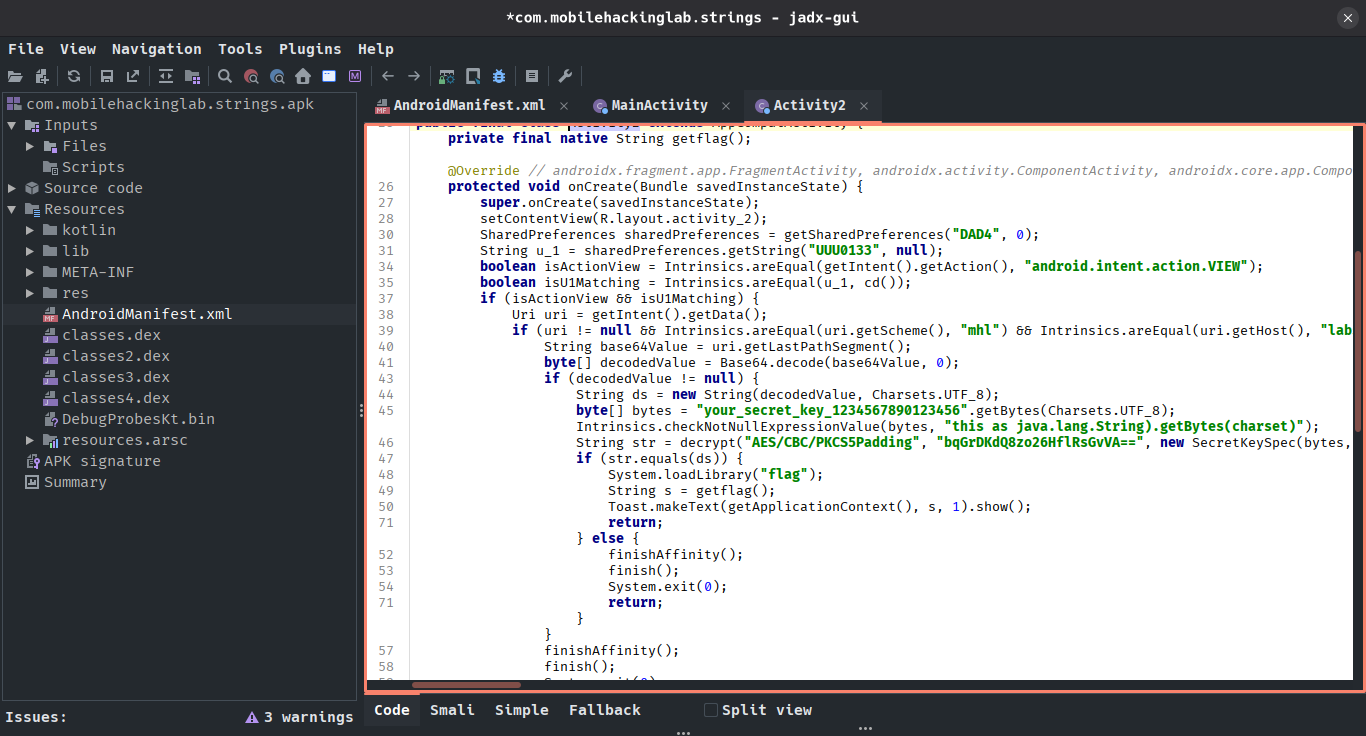 *com.mobilehackinglab.strings - jadx-gui
File View Navigation Tools Plugins Help
com.mobilehackinglab.strings.apk
Inputs
Files
Scripts
Source code
Resources
kotlin
lib
META-INF
res
AndroidManifest.xml
classes.dex
classes2.dex
classes3.dex
classes4.dex
DebugProbesKt.bin
resources.arsc
APK signature
Summary
Issues: 3 warnings
AndroidManifest.xml MainActivity Activity2
private final native String getflag();
@Override // androidx.fragment.app.FragmentActivity, androidx.activity.ComponentActivity, androidx.core.app.Compo
26 protected void onCreate(Bundle savedInstanceState) {
27 super.onCreate(savedInstanceState);
28 setContentView(R.layout.activity_2);
30 SharedPreferences sharedPreferences = getSharedPreferences("DAD4", 0);
31 String u_1 = sharedPreferences.getString("UUU0133", null);
34 boolean isActionView = Intrinsics.areEqual(getIntent().getAction(), "android.intent.action.VIEW");
35 boolean isU1Matching = Intrinsics.areEqual(u_1, cd());
37 if (isActionView && isU1Matching) {
38 Uri uri = getIntent().getData();
39 if (uri != null && Intrinsics.areEqual(uri.getScheme(), "mhl") && Intrinsics.areEqual(uri.getHost(), "lab
40 String base64Value = uri.getLastPathSegment();
41 byte[] decodedValue = Base64.decode(base64Value, 0);
43 if (decodedValue != null) {
44 String ds = new String(decodedValue, Charsets.UTF_8);
45 byte[] bytes = "your_secret_key_1234567890123456".getBytes(Charsets.UTF_8);
Intrinsics.checkNotNullExpressionValue(bytes, "this as java.lang.String).getBytes(charset)");
46 String str = decrypt("AES/CBC/PKCS5Padding", "bqGrDKdQ8zo26HflRsGvVA==", new SecretKeySpec(bytes,
47 if (str.equals(ds)) {
48 System.loadLibrary("flag");
49 String s = getflag();
50 Toast.makeText(getApplicationContext(), s, 1).show();
71 return;
} else {
52 finishAffinity();
53 finish();
54 System.exit(0);
71 return;
}
}
57 finishAffinity();
58 finish();
Code Smali Simple Fallback Split view